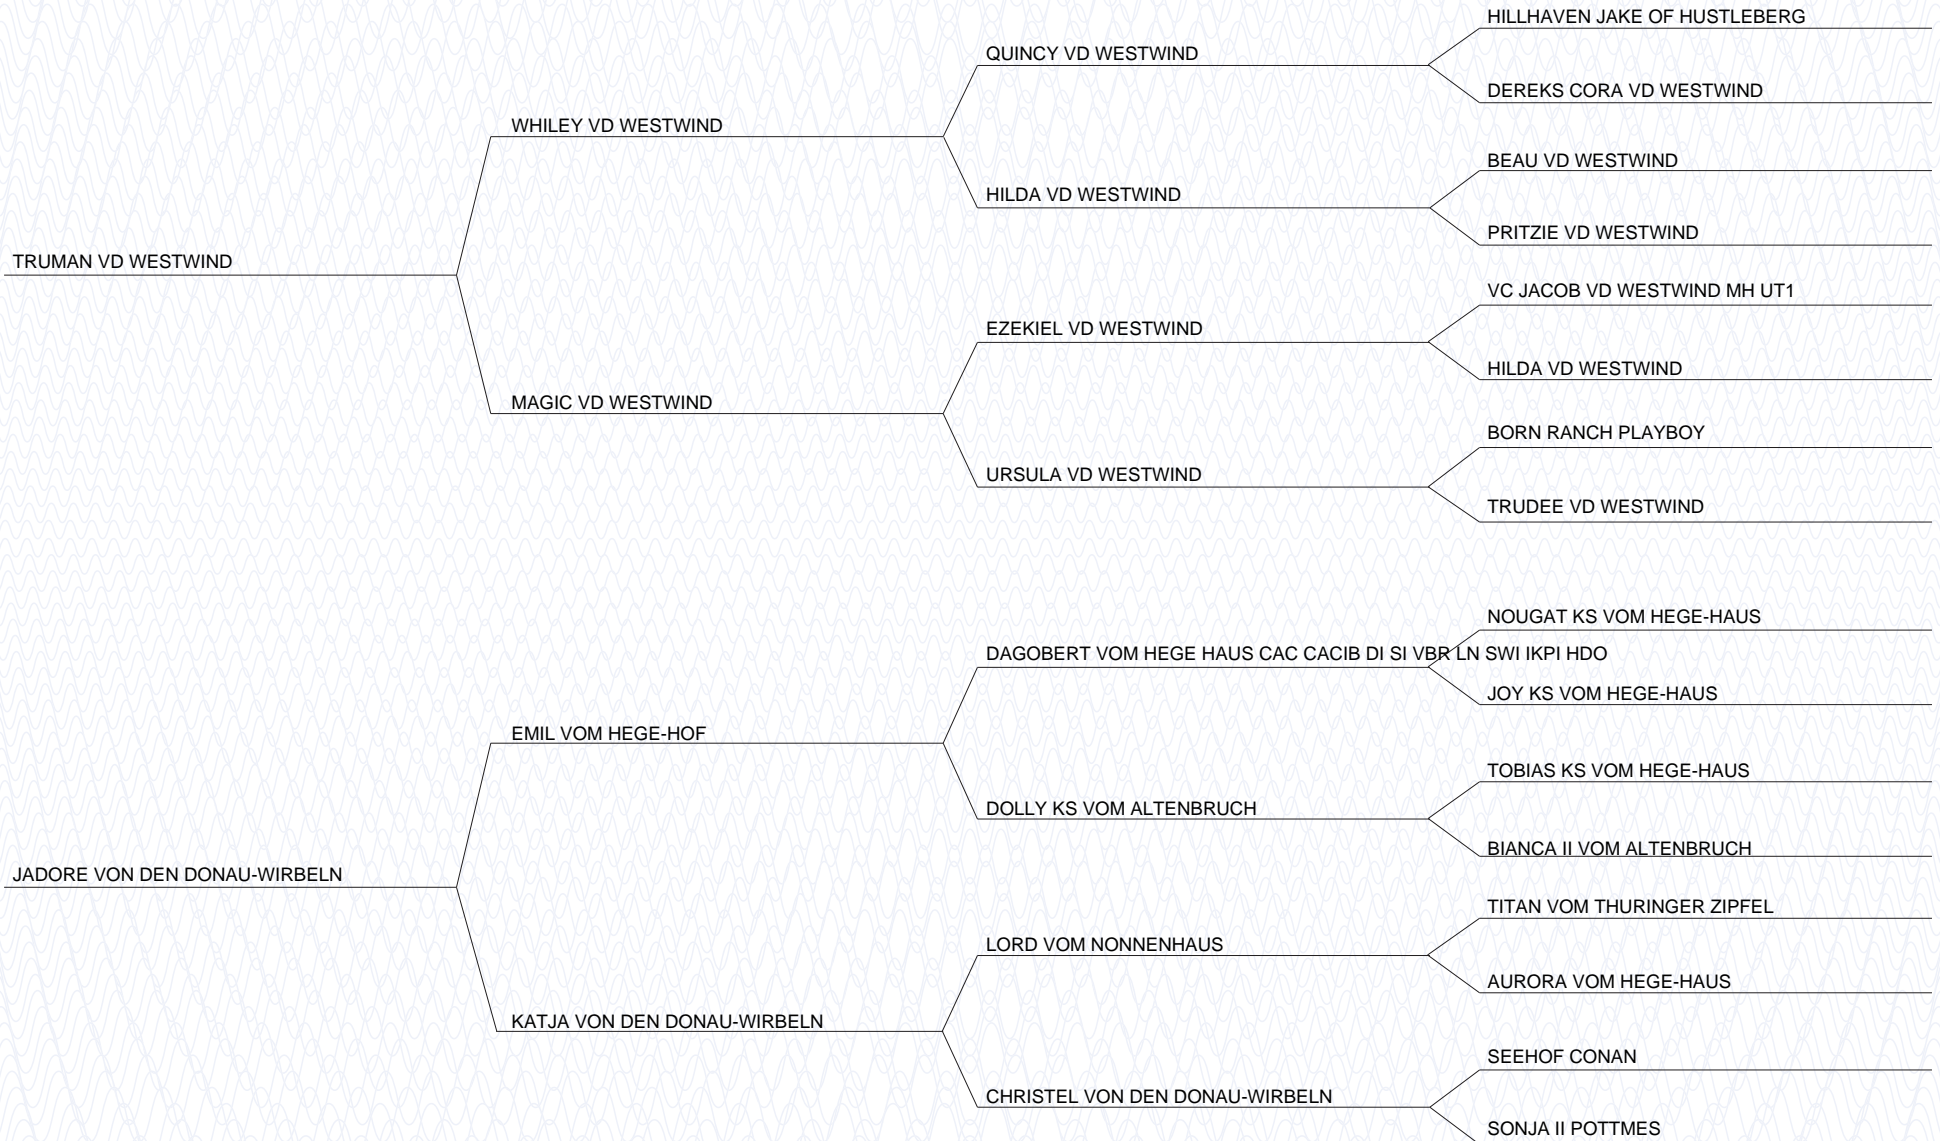 HILLHAVEN JAKE OF HUSTLEBERG
QUINCY VD WESTWIND
DEREKS CORA VD WESTWIND
WHILEY VD WESTWIND
BEAU VD WESTWIND
HILDA VD WESTWIND
PRITZIE VD WESTWIND
TRUMAN VD WESTWIND
VC JACOB VD WESTWIND MH UT1
EZEKIEL VD WESTWIND
HILDA VD WESTWIND
MAGIC VD WESTWIND
BORN RANCH PLAYBOY
URSULA VD WESTWIND
TRUDEE VD WESTWIND
NOUGAT KS VOM HEGE-HAUS
DAGOBERT VOM HEGE HAUS CAC CACIB DI SI VBR LN SWI IKPI HDO
JOY KS VOM HEGE-HAUS
EMIL VOM HEGE-HOF
TOBIAS KS VOM HEGE-HAUS
DOLLY KS VOM ALTENBRUCH
BIANCA II VOM ALTENBRUCH
JADORE VON DEN DONAU-WIRBELN
TITAN VOM THURINGER ZIPFEL
LORD VOM NONNENHAUS
AURORA VOM HEGE-HAUS
KATJA VON DEN DONAU-WIRBELN
SEEHOF CONAN
CHRISTEL VON DEN DONAU-WIRBELN
SONJA II POTTMES